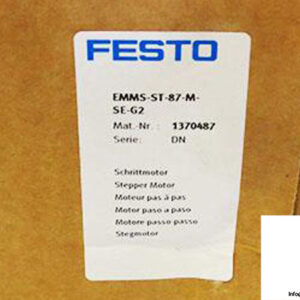 FESTO
EMMS-ST-87-M-
SE-G2
Mat.-Nr.: 1370487
Serie: DN
Schrittmotor
Stepper Motor
Moteur pas à pas
Motor paso a paso
Motore passo-passo
Stegmotor